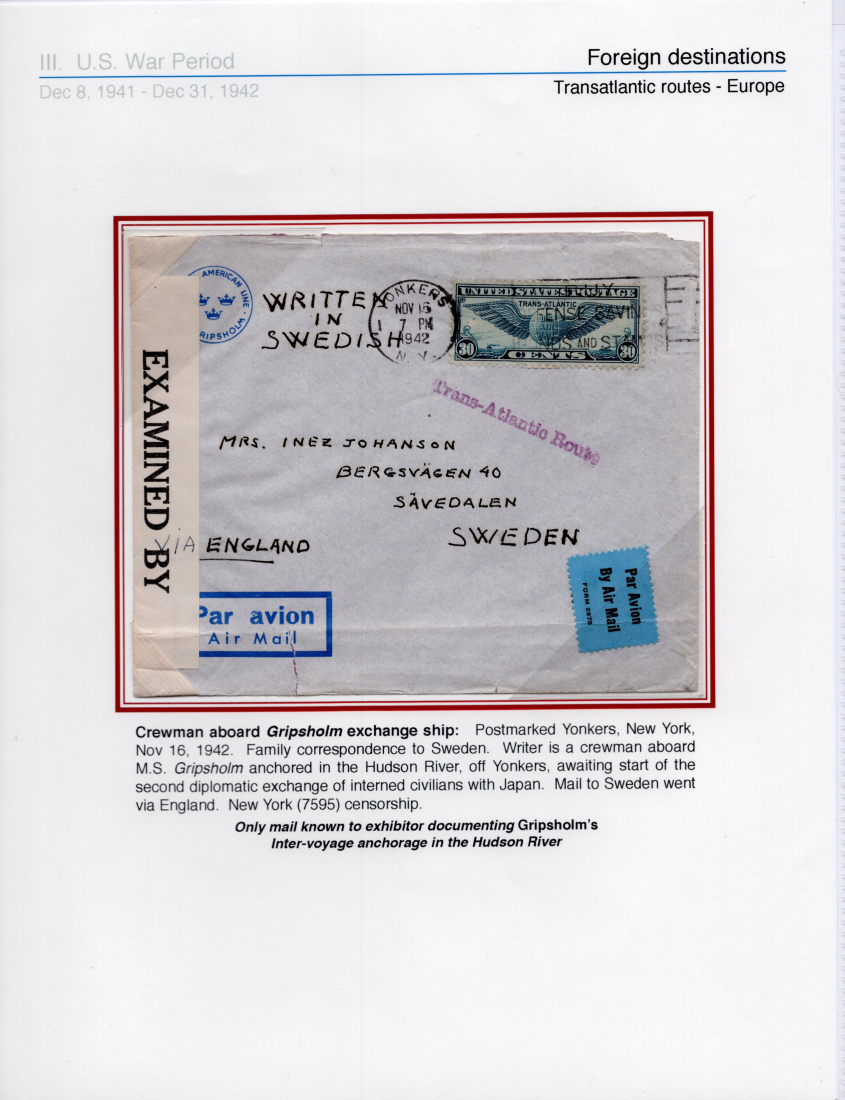 III. U.S. War Period
Foreign destinations
Dec 8, 1941 - Dec 31, 1942
Transatlantic routes - Europe
AMERICAN LINE
GRIPSHOLM
WRITTEN
IN
SWEDISH
YONKERS
NOV 16
7 PM
1942
N.Y.
UNITED STATES POSTAGE
TRANS-ATLANTIC
30 CENTS 30
FENSE SAVIN
AND ST
Trans-Atlantic Route
EXAMINED BY
MRS. INEZ JOHANSON
BERGSVÄGEN 40
SÄVEDALEN
SWEDEN
VIA ENGLAND
Par avion
Air Mail
Par Avion
By Air Mail
FORM 2978
Crewman aboard Gripsholm exchange ship: Postmarked Yonkers, New York,
Nov 16, 1942. Family correspondence to Sweden. Writer is a crewman aboard
M.S. Gripsholm anchored in the Hudson River, off Yonkers, awaiting start of the
second diplomatic exchange of interned civilians with Japan. Mail to Sweden went
via England. New York (7595) censorship.
Only mail known to exhibitor documenting Gripsholm's
Inter-voyage anchorage in the Hudson River